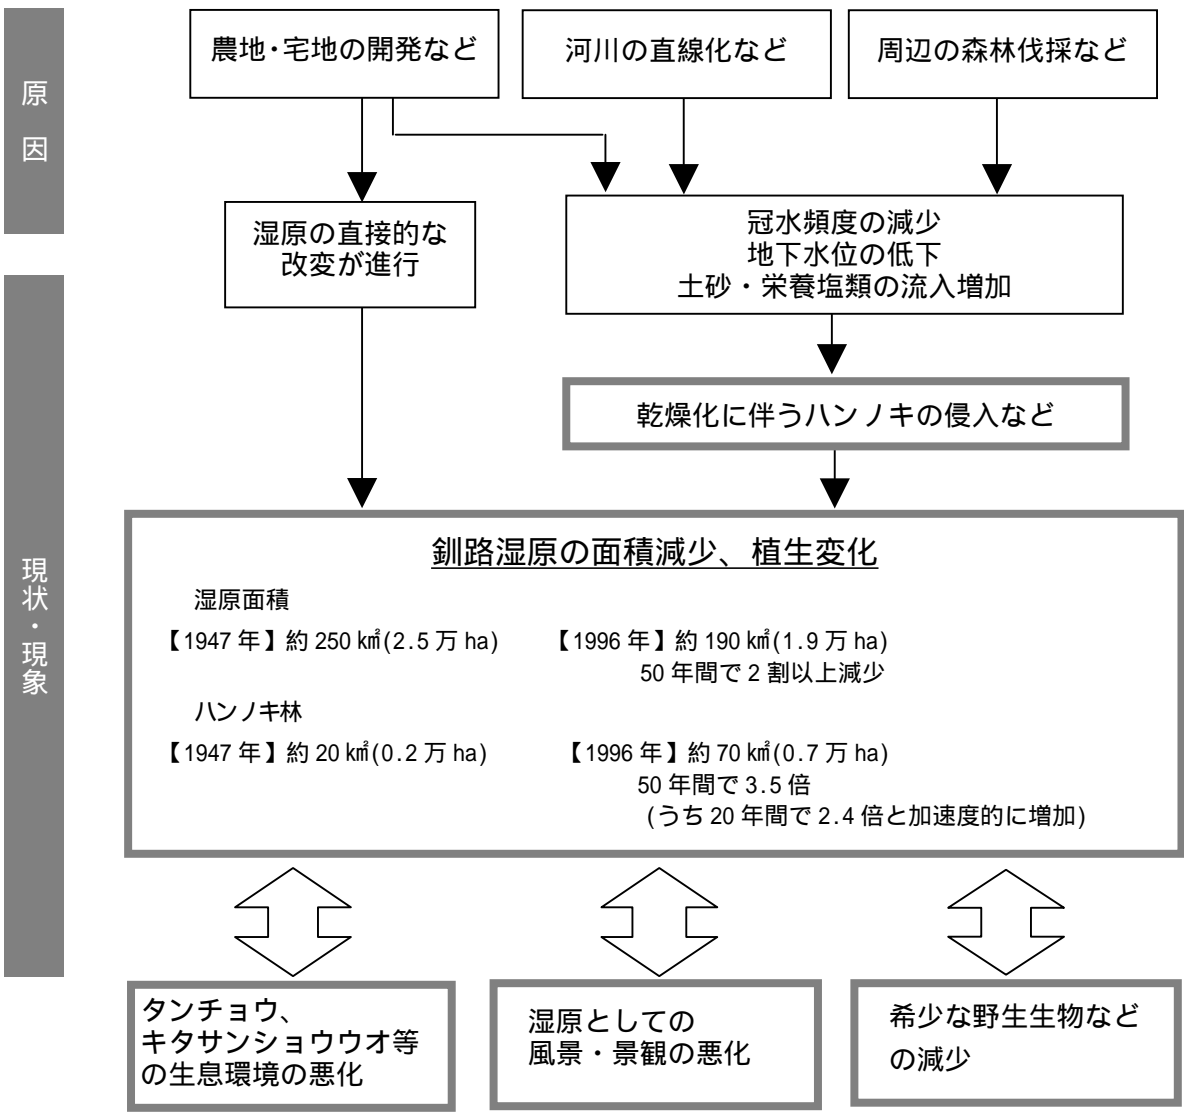 原因
農地・宅地の開発など
河川の直線化など
周辺の森林伐採など
湿原の直接的な
改変が進行
冠水頻度の減少
地下水位の低下
土砂・栄養塩類の流入増加
現状・現象
乾燥化に伴うハンノキの侵入など
釧路湿原の面積減少、植生変化
湿原面積
【1947 年】約 250 ㎢(2.5 万 ha)
【1996 年】約 190 ㎢(1.9 万 ha)
50 年間で 2 割以上減少
ハンノキ林
【1947 年】約 20 ㎢(0.2 万 ha)
【1996 年】約 70 ㎢(0.7 万 ha)
50 年間で 3.5 倍
(うち 20 年間で 2.4 倍と加速度的に増加)
タンチョウ、
キタサンショウウオ等
の生息環境の悪化
湿原としての
風景・景観の悪化
希少な野生生物など
の減少